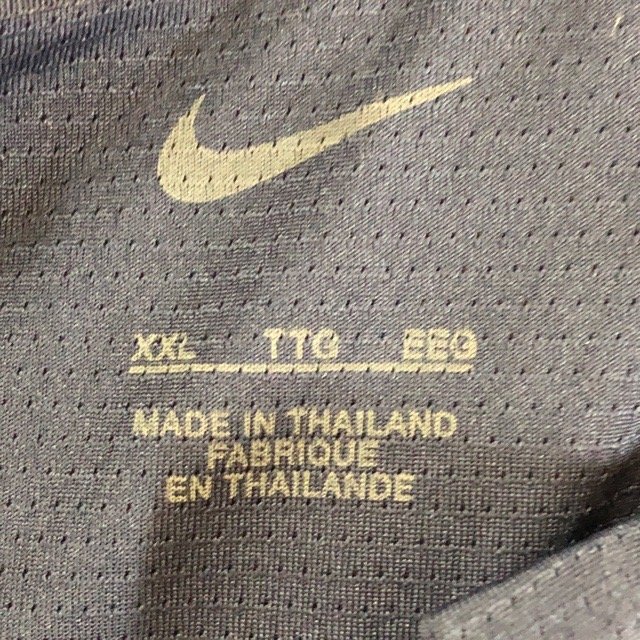 XXL TTG EEG
MADE IN THAILAND
FABRIQUE
EN THAILANDE